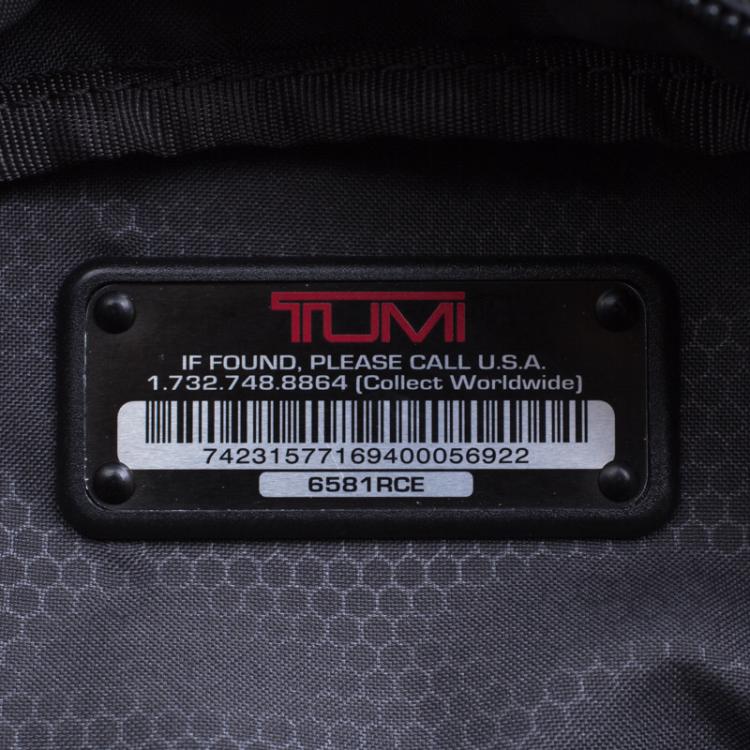 TUMI
IF FOUND, PLEASE CALL U.S.A.
1.732.748.8864 (Collect Worldwide)
74231577169400056922
6581RCE